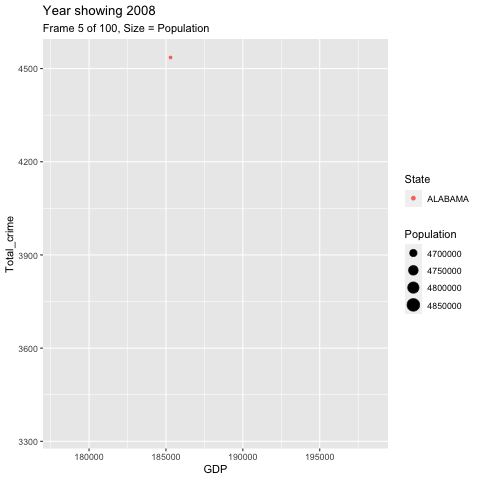 Year showing 2008
Frame 5 of 100, Size = Population
4500
4200
3900
3600
3300
Total_crime
180000
185000
190000
195000
GDP
State
ALABAMA
Population
4700000
4750000
4800000
4850000